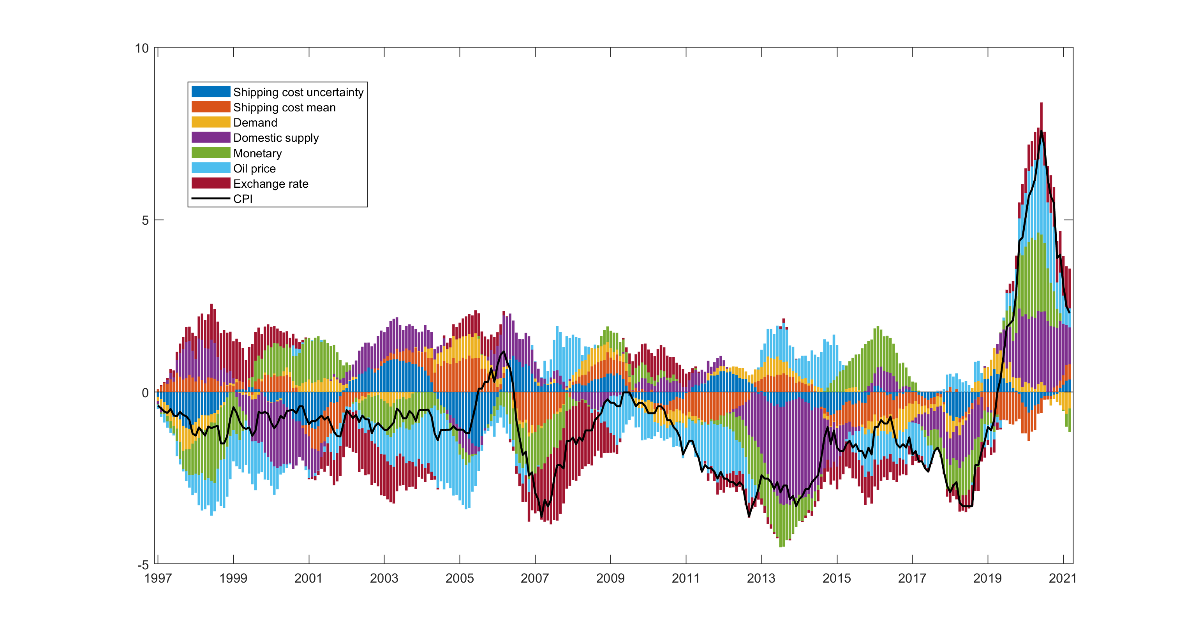 10
5
0
-5
Shipping cost uncertainty
Shipping cost mean
Demand
Domestic supply
Monetary
Oil price
Exchange rate
CPI
1997 1999 2001 2003 2005 2007 2009 2011 2013 2015 2017 2019 2021